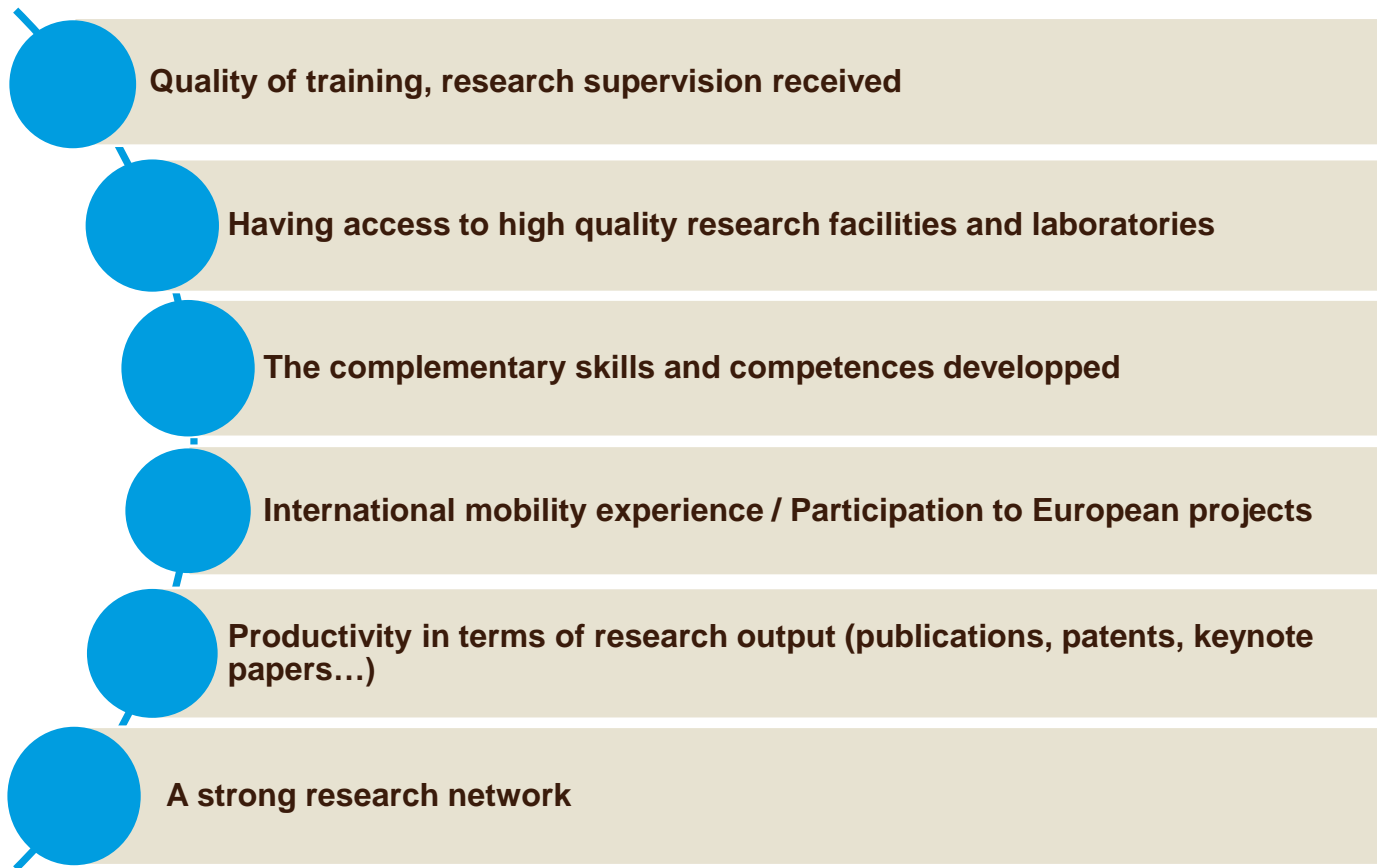 Quality of training, research supervision received
Having access to high quality research facilities and laboratories
The complementary skills and competences developped
International mobility experience / Participation to European projects
Productivity in terms of research output (publications, patents, keynote
papers…)
A strong research network